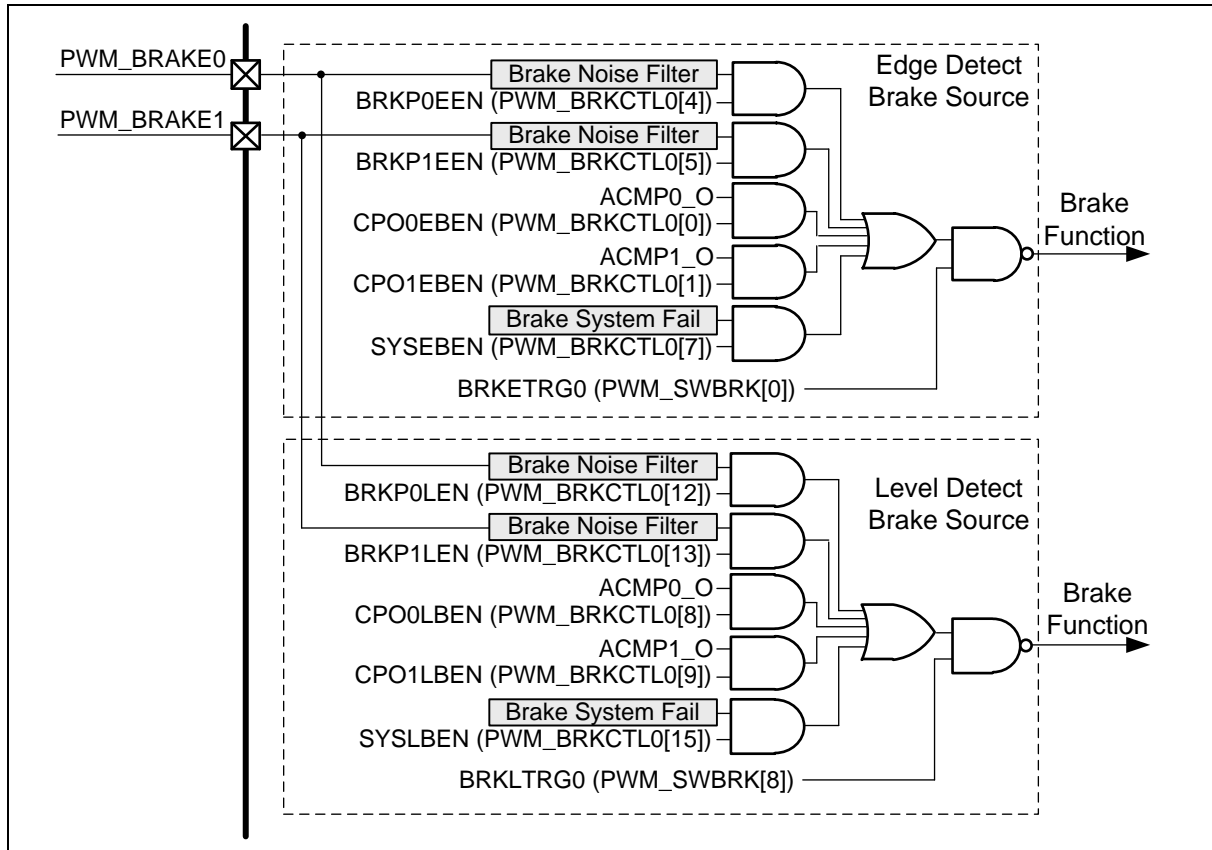 PWM_BRAKE0
PWM_BRAKE1
Edge Detect
Brake Source
Brake Noise Filter
BRKP0EEN (PWM_BRKCTL0[4])
Brake Noise Filter
BRKP1EEN (PWM_BRKCTL0[5])
ACMP0_O
CPO0EBEN (PWM_BRKCTL0[0])
ACMP1_O
CPO1EBEN (PWM_BRKCTL0[1])
Brake System Fail
SYSEBEN (PWM_BRKCTL0[7])
BRKETRG0 (PWM_SWBRK[0])
Brake
Function
Level Detect
Brake Source
Brake Noise Filter
BRKP0LEN (PWM_BRKCTL0[12])
Brake Noise Filter
BRKP1LEN (PWM_BRKCTL0[13])
ACMP0_O
CPO0LBEN (PWM_BRKCTL0[8])
ACMP1_O
CPO1LBEN (PWM_BRKCTL0[9])
Brake System Fail
SYSLBEN (PWM_BRKCTL0[15])
BRKLTRG0 (PWM_SWBRK[8])
Brake
Function